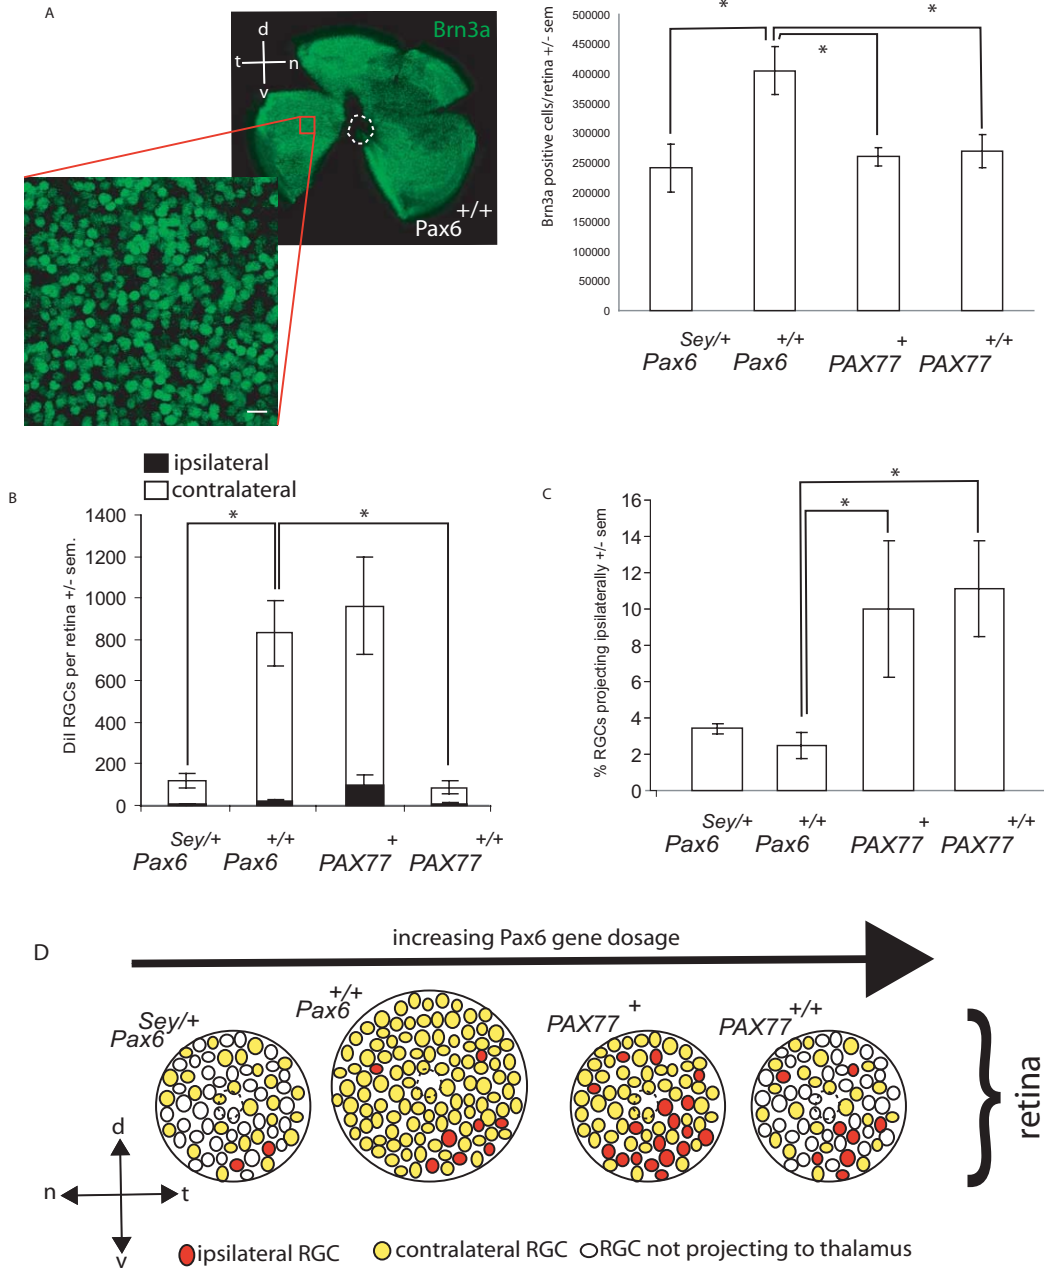 A
Brn3a
d
t n
v
Pax6 +/+
Brn3a positive cells/retina +/- sem
500000
450000
400000
350000
300000
250000
200000
150000
100000
50000
0
* * *
Pax6 Sey/+ Pax6 +/+ PAX77 + PAX77 +/+
B
ipsilateral
contralateral
DiI RGCs per retina +/- sem.
1400
1200
1000
800
600
400
200
0
* *
Pax6 Sey/+ Pax6 +/+ PAX77 + PAX77 +/+
C
% RGCs projecting ipsilaterally +/- sem
16
14
12
10
8
6
4
2
0
* *
Pax6 Sey/+ Pax6 +/+ PAX77 + PAX77 +/+
D
increasing Pax6 gene dosage
Pax6 Sey/+ Pax6 +/+ PAX77 + PAX77 +/+
retina
d
n t
v
ipsilateral RGC contralateral RGC RGC not projecting to thalamus